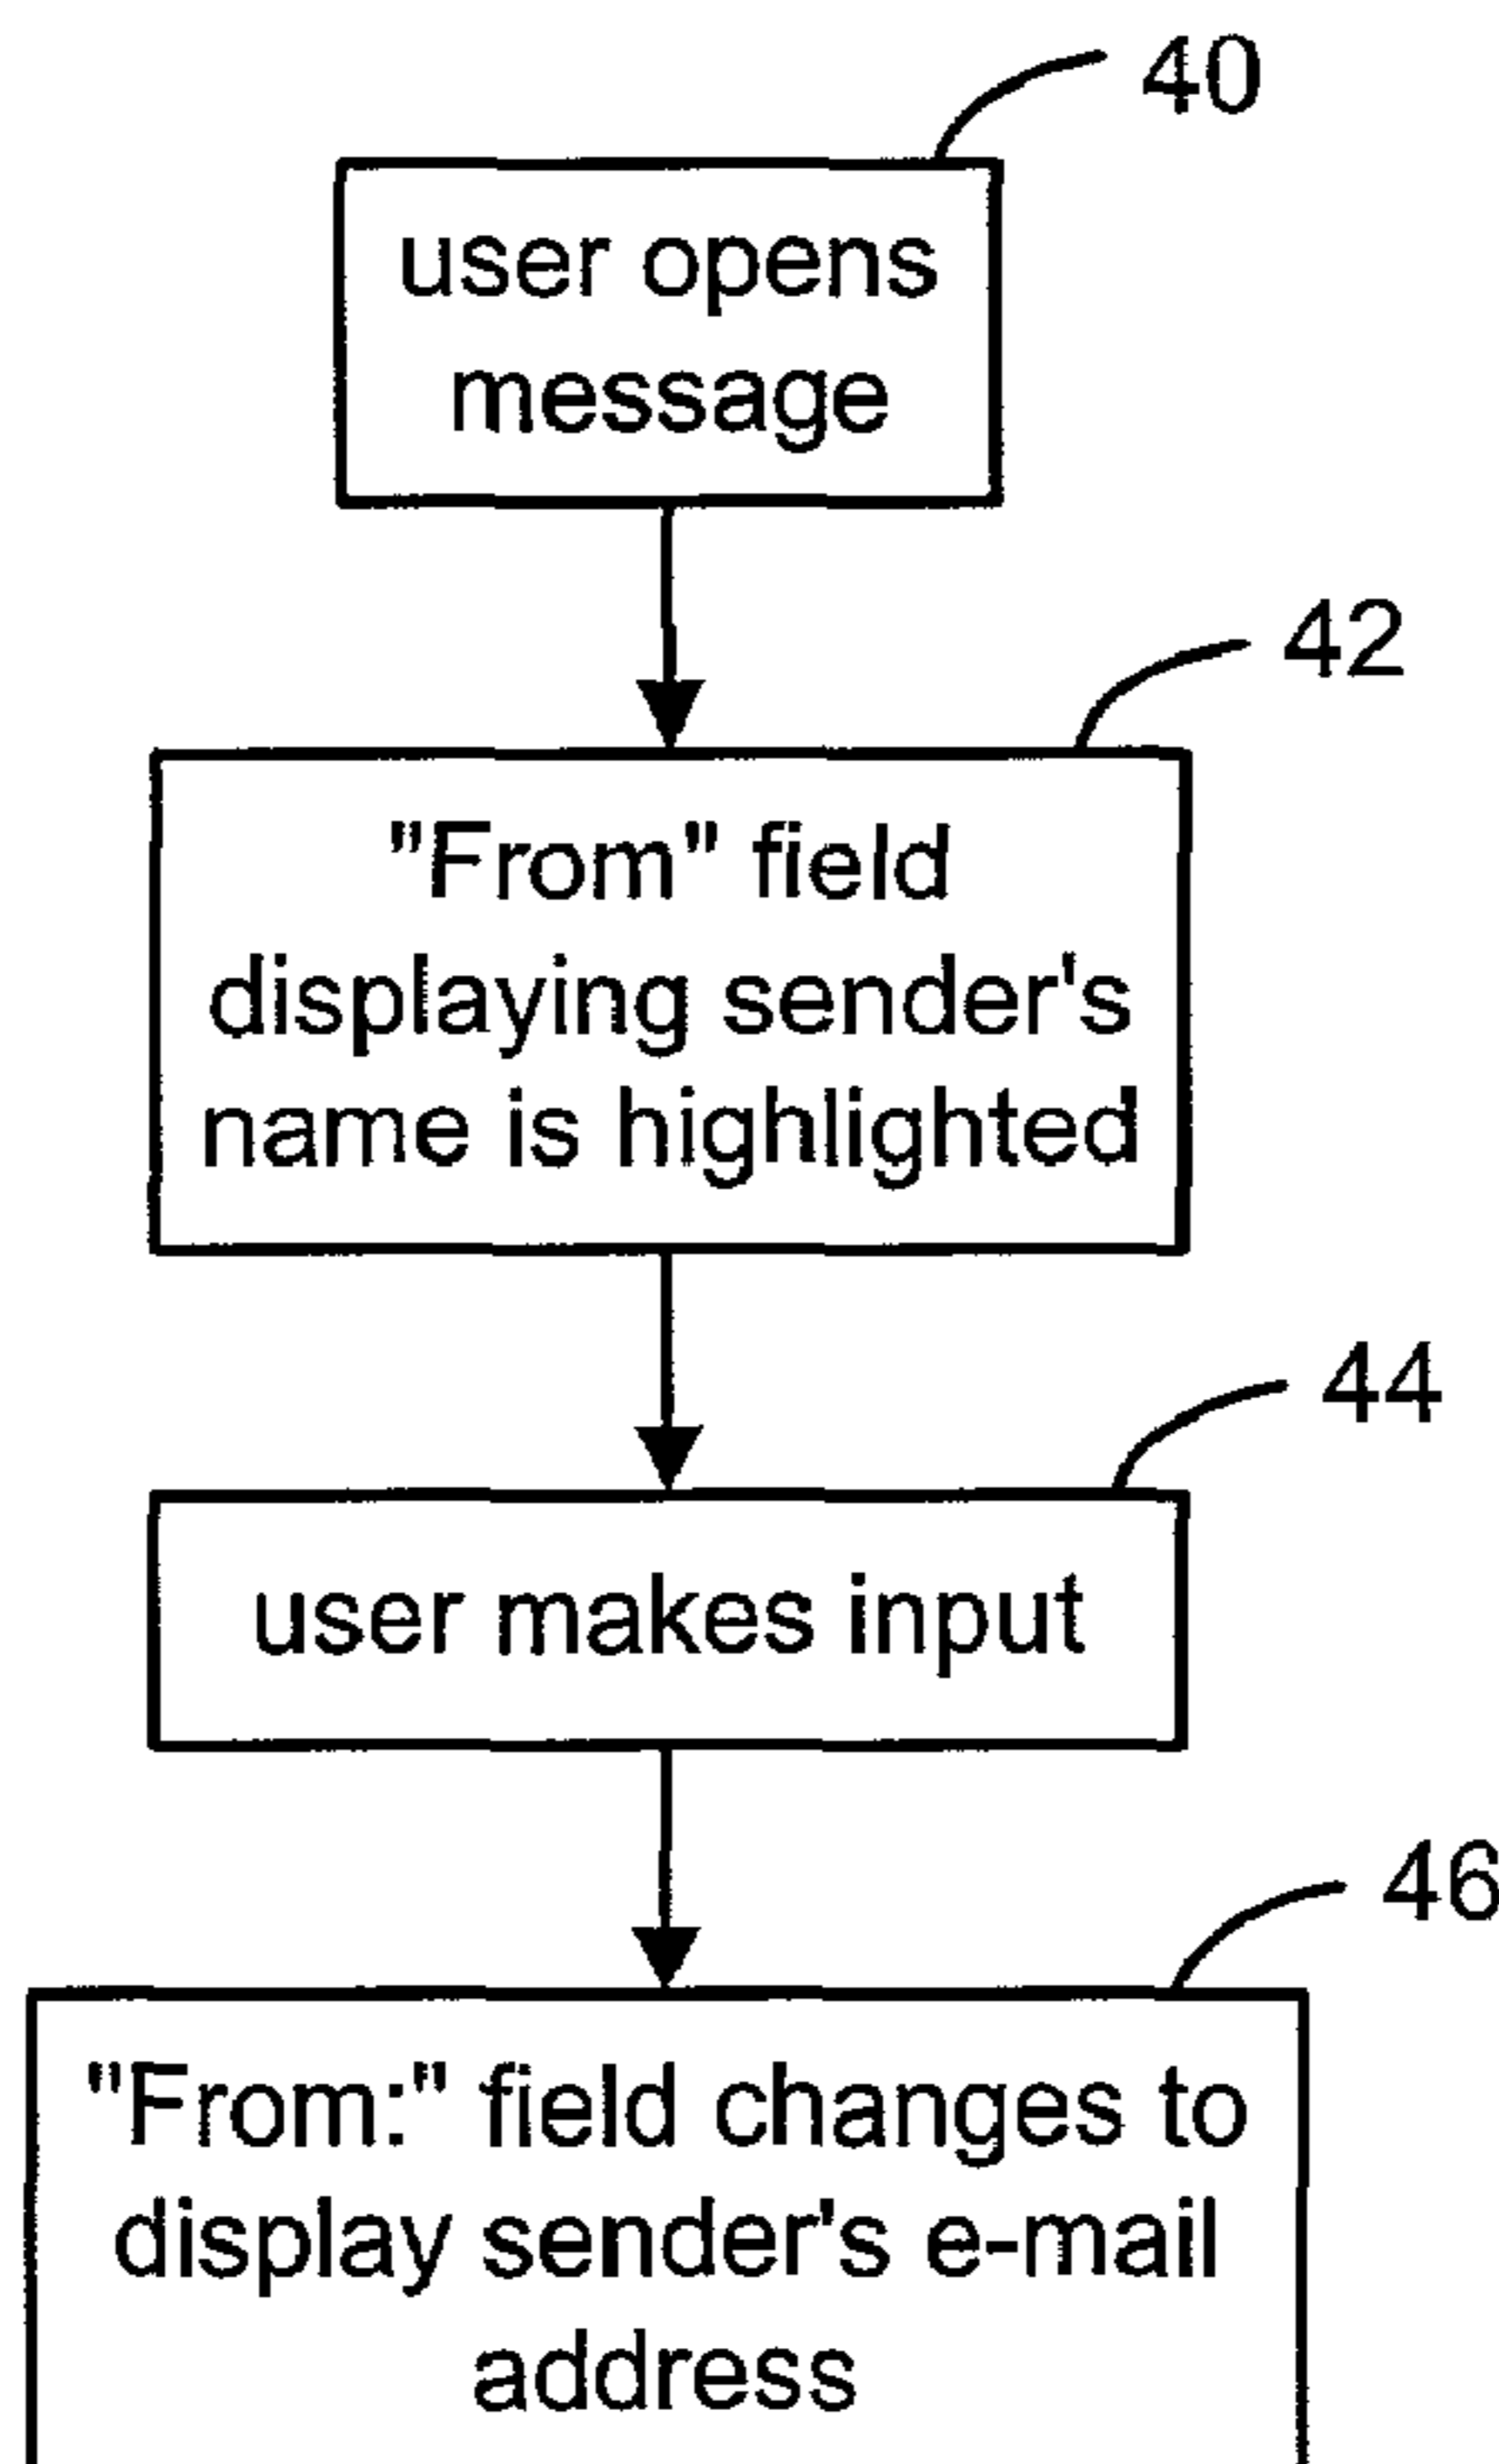 40
user opens
message
42
"From" field
displaying sender's
name is highlighted
44
user makes input
46
"From:" field changes to
display sender's e-mail
address